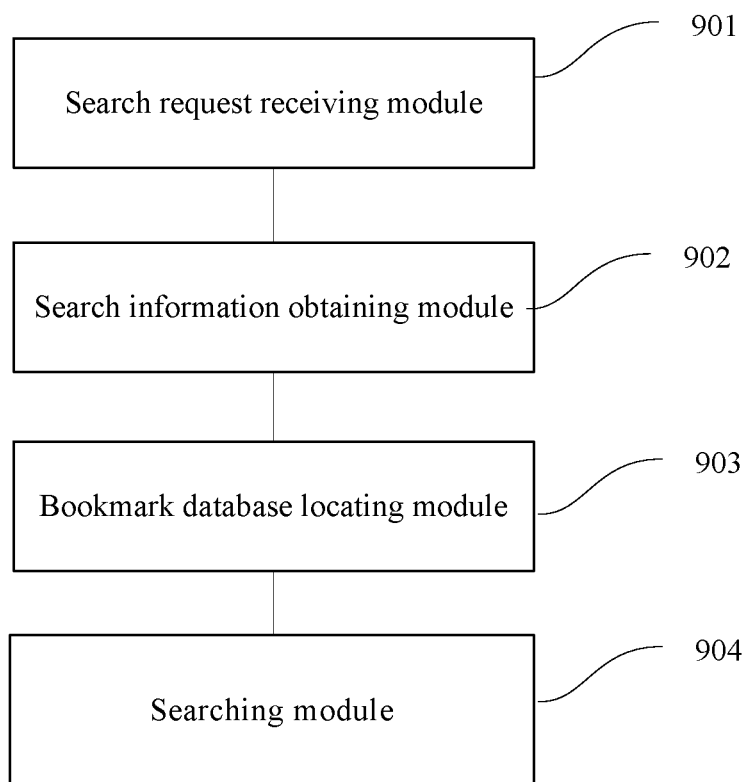 901
Search request receiving module
902
Search information obtaining module
903
Bookmark database locating module
904
Searching module